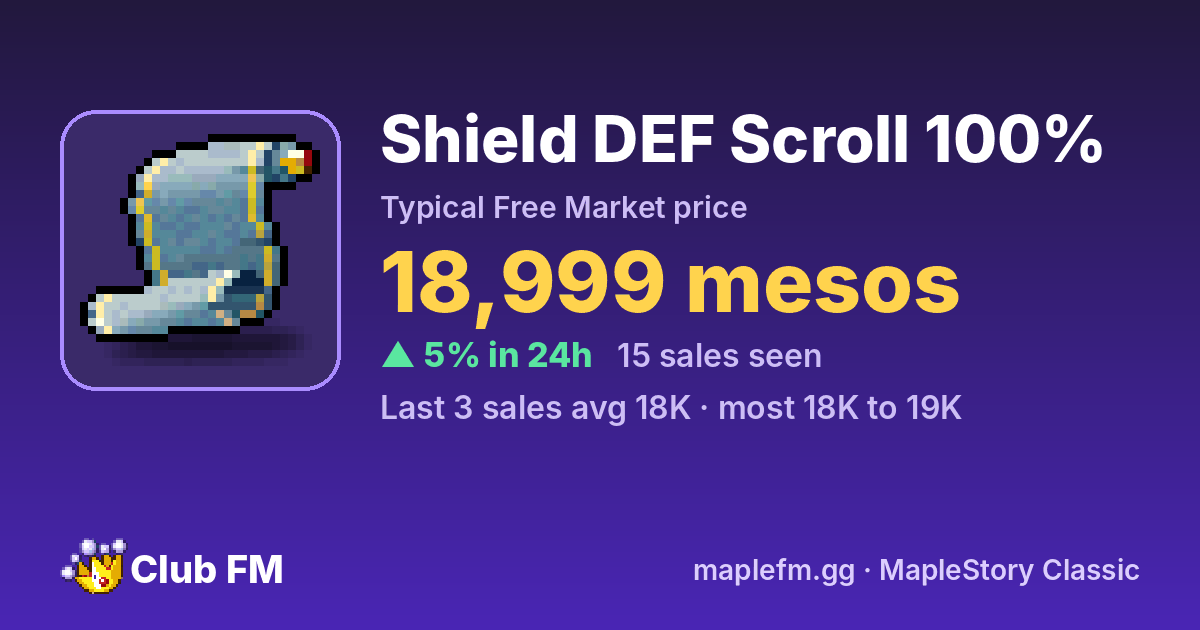 Shield DEF Scroll 100%
Typical Free Market price
18,999 mesos
▲ 5% in 24h 15 sales seen
Last 3 sales avg 18K · most 18K to 19K
Club FM
maplefm.gg · MapleStory Classic